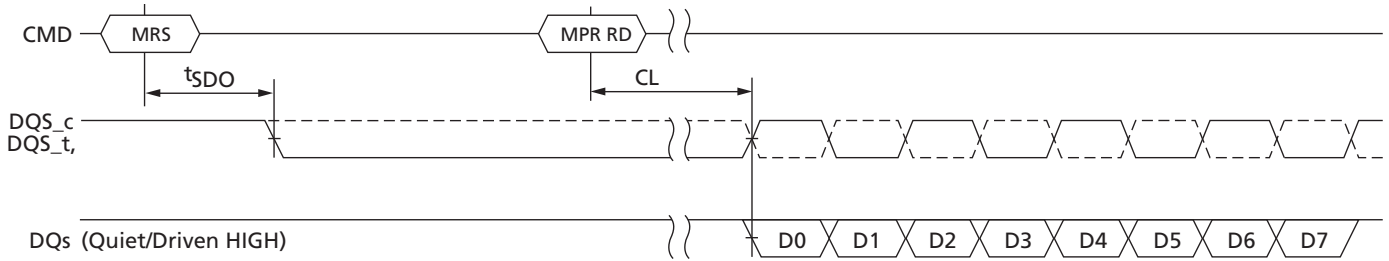 CMD MRS MPR RD
tSDO CL
DQS_c
DQS_t,
DQs (Quiet/Driven HIGH) D0 D1 D2 D3 D4 D5 D6 D7